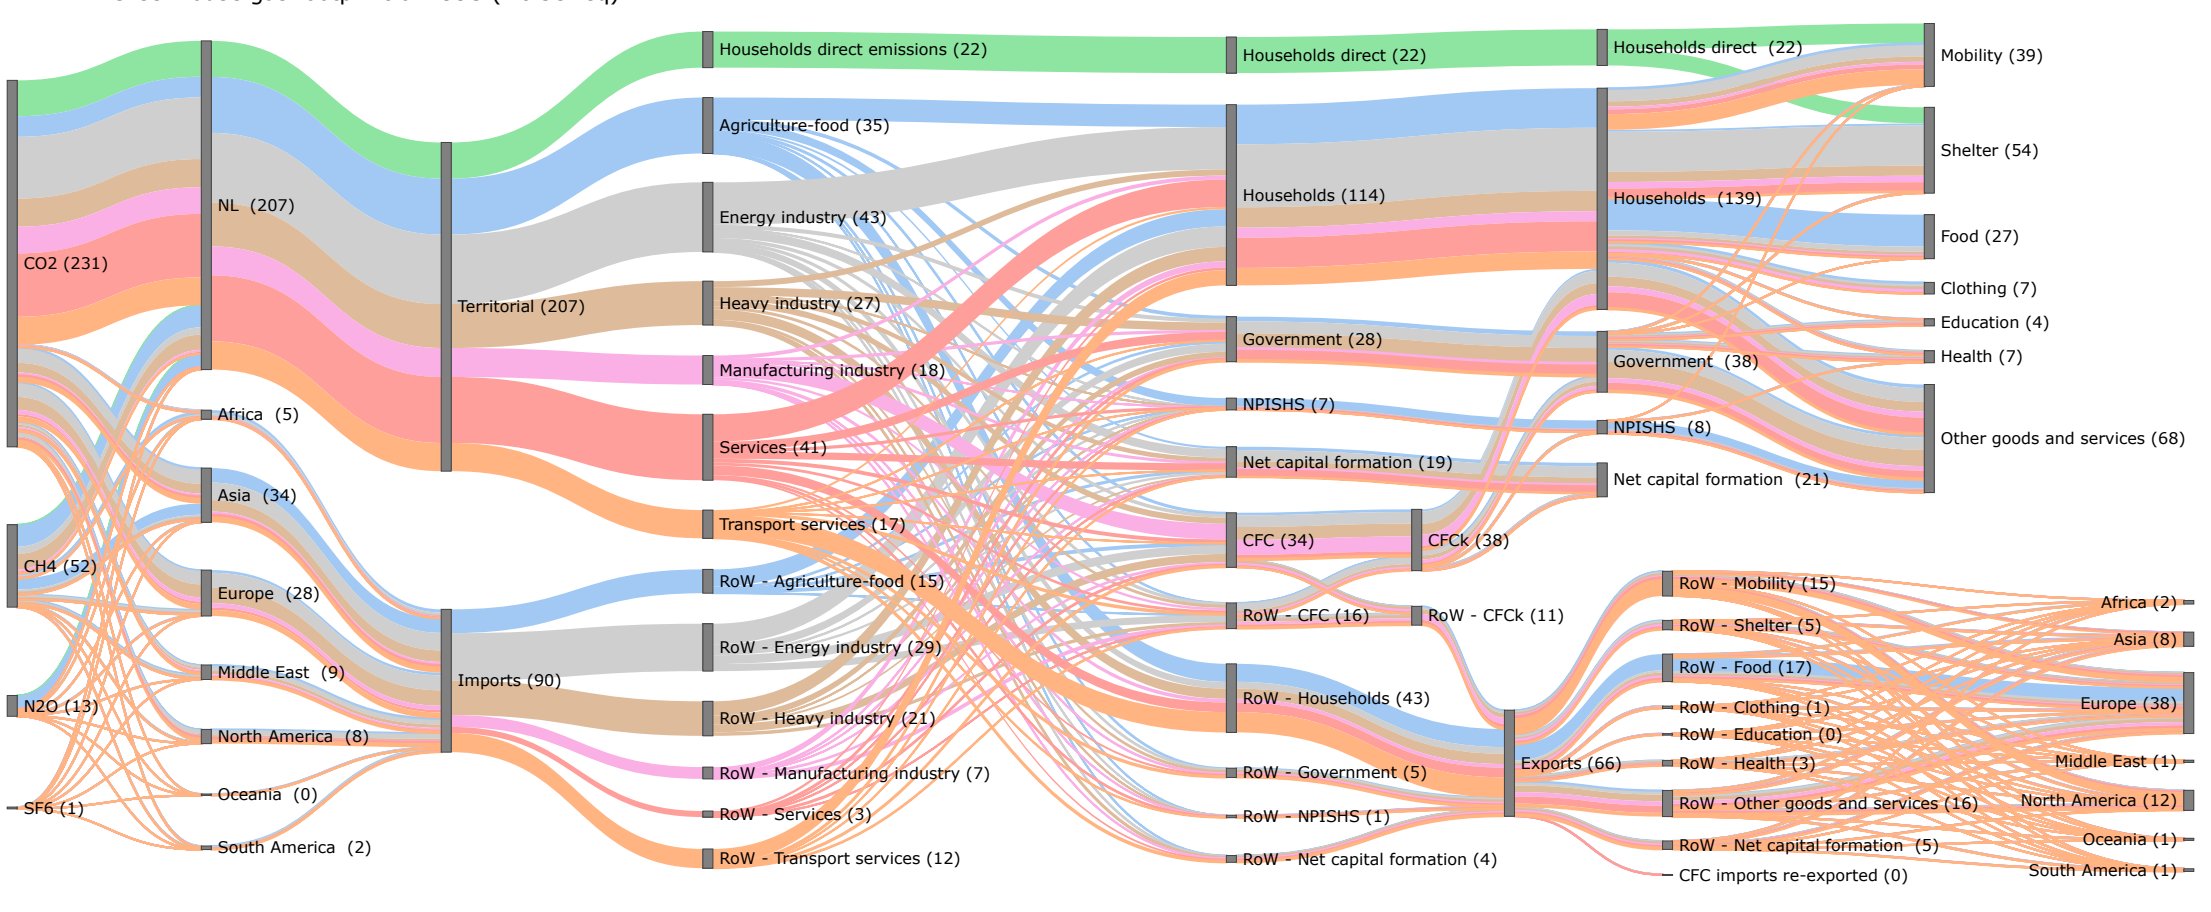 CO2 (231)
CH4 (52)
N2O (13)
SF6 (1)
NL (207)
Africa (5)
Asia (34)
Europe (28)
Middle East (9)
North America (8)
Oceania (0)
South America (2)
Territorial (207)
Imports (90)
Households direct emissions (22)
Agriculture-food (35)
Energy industry (43)
Heavy industry (27)
Manufacturing industry (18)
Services (41)
Transport services (17)
RoW - Agriculture-food (15)
RoW - Energy industry (29)
RoW - Heavy industry (21)
RoW - Manufacturing industry (7)
RoW - Services (3)
RoW - Transport services (12)
Households direct (22)
Households (114)
Government (28)
NPISHS (7)
Net capital formation (19)
CFC (34)
RoW - CFC (16)
RoW - Households (43)
RoW - Government (5)
RoW - NPISHS (1)
RoW - Net capital formation (4)
CFCk (38)
RoW - CFCk (11)
Exports (66)
Households direct (22)
Households (139)
Government (38)
NPISHS (8)
Net capital formation (21)
RoW - Mobility (15)
RoW - Shelter (5)
RoW - Food (17)
RoW - Clothing (1)
RoW - Education (0)
RoW - Health (3)
RoW - Other goods and services (16)
RoW - Net capital formation (5)
CFC imports re-exported (0)
Mobility (39)
Shelter (54)
Food (27)
Clothing (7)
Education (4)
Health (7)
Other goods and services (68)
Africa (2)
Asia (8)
Europe (38)
Middle East (1)
North America (12)
Oceania (1)
South America (1)